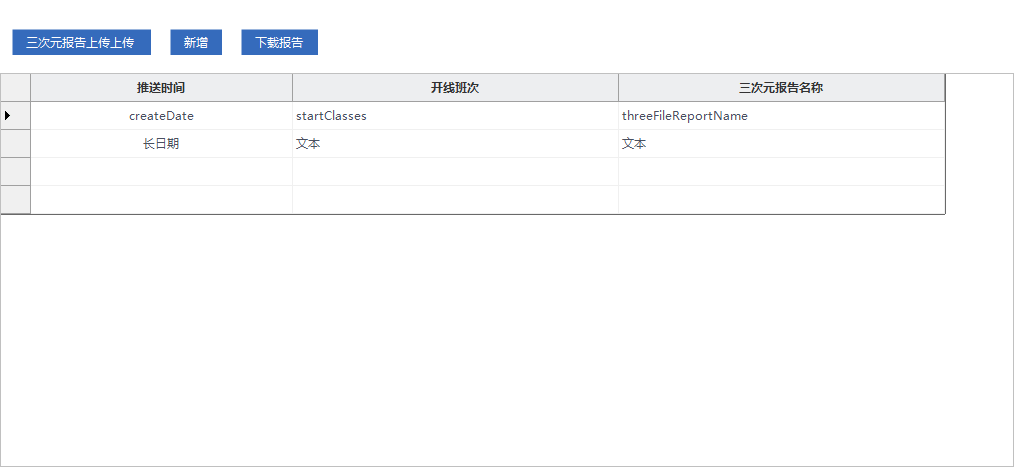 三次元报告上传上传 新增 下载报告
推送时间 开线班次 三次元报告名称
createDate startClasses threeFileReportName
长日期 文本 文本